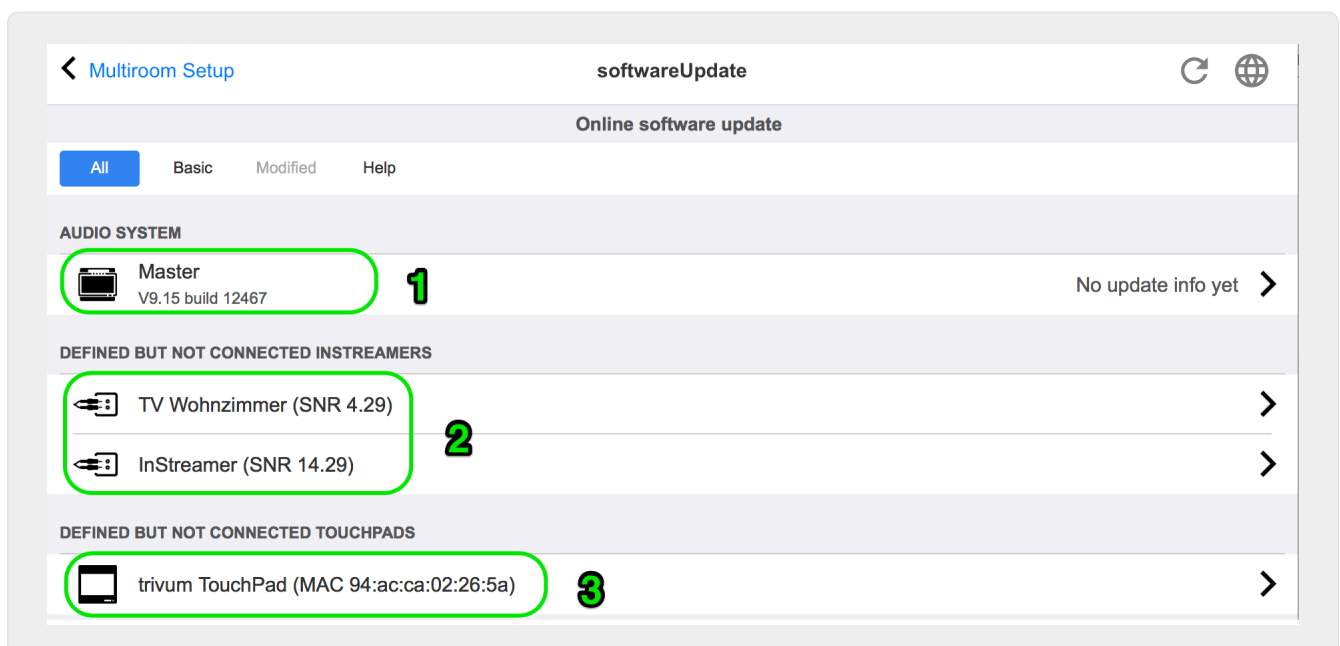 Multiroom Setup
softwareUpdate
Online software update
All Basic Modified Help
AUDIO SYSTEM
Master
V9.15 build 12467
1
No update info yet
DEFINED BUT NOT CONNECTED INSTREAMERS
TV Wohnzimmer (SNR 4.29)
2
InStreamer (SNR 14.29)
DEFINED BUT NOT CONNECTED TOUCHPADS
trivum TouchPad (MAC 94:ac:ca:02:26:5a)
3